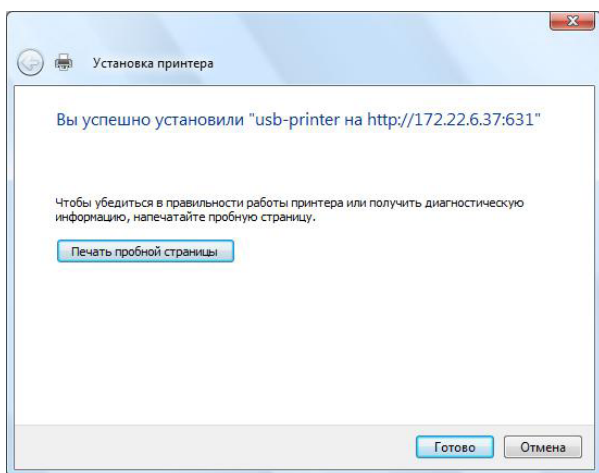 Установка принтера
Вы успешно установили "usb-printer на http://172.22.6.37:631"
Чтобы убедиться в правильности работы принтера или получить диагностическую
информацию, напечатайте пробную страницу.
Печать пробной страницы
Готово
Отмена